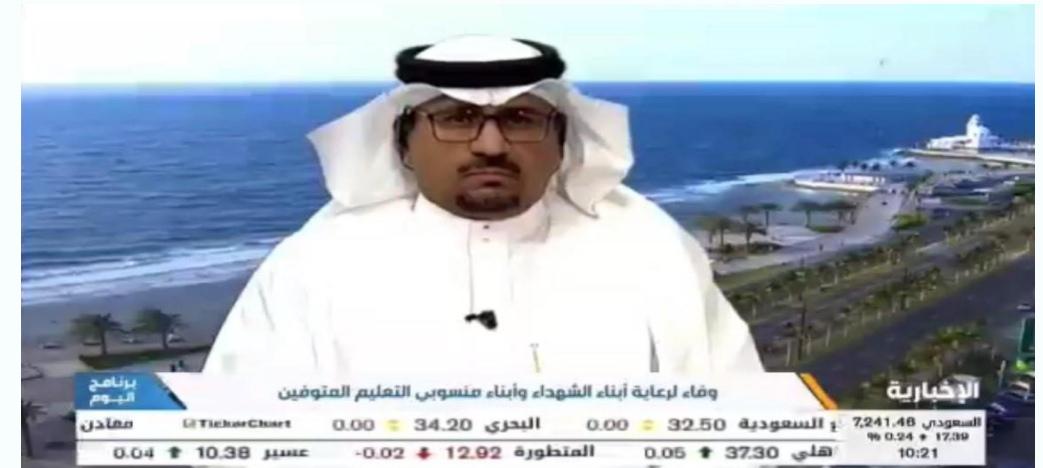 الإخبارية
وفاء لرعاية أبناء الشهداء وأبناء منسوبي التعليم المتوفين
برنامج
اليوم
السعودي 7,241.46
% 0.24 + 17.39
10:21
ع السعودية 32.50 0.00 البحري 34.20 0.00 TickerChart معادن
هلي 37.30 0.05 المتطورة 12.92 -0.02 عسير 10.38 0.04